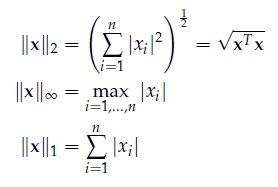 ‖x‖₂ = (∑ᵢ₌₁ⁿ |xᵢ|²)^½ = √xᵀx
‖x‖∞ = max_{i=1,...,n} |xᵢ|
‖x‖₁ = ∑ᵢ₌₁ⁿ |xᵢ|